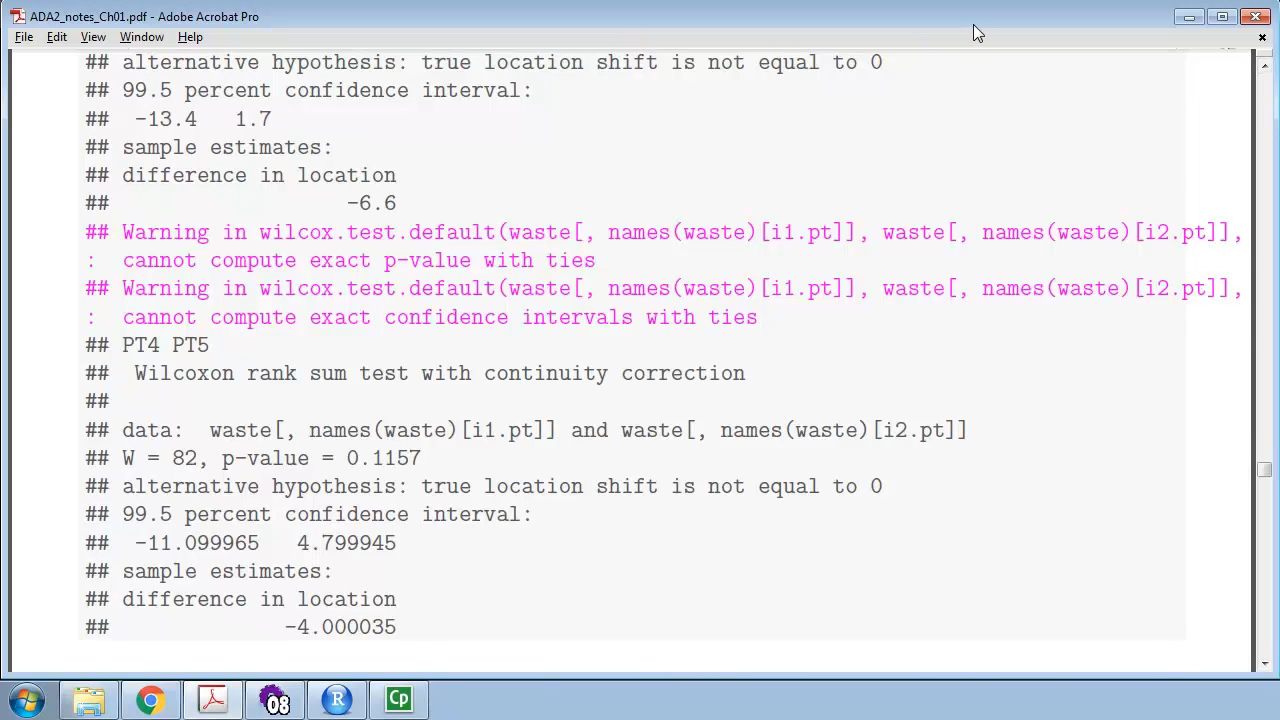 ADA2_notes_Ch01.pdf - Adobe Acrobat Pro
File Edit View Window Help
## alternative hypothesis: true location shift is not equal to 0
## 99.5 percent confidence interval:
## -13.4 1.7
## sample estimates:
## difference in location
## -6.6
## Warning in wilcox.test.default(waste[, names(waste)[i1.pt]], waste[, names(waste)[i2.pt]],
: cannot compute exact p-value with ties
## Warning in wilcox.test.default(waste[, names(waste)[i1.pt]], waste[, names(waste)[i2.pt]],
: cannot compute exact confidence intervals with ties
## PT4 PT5
## Wilcoxon rank sum test with continuity correction
##
## data: waste[, names(waste)[i1.pt]] and waste[, names(waste)[i2.pt]]
## W = 82, p-value = 0.1157
## alternative hypothesis: true location shift is not equal to 0
## 99.5 percent confidence interval:
## -11.099965 4.799945
## sample estimates:
## difference in location
## -4.000035
08 R Cp